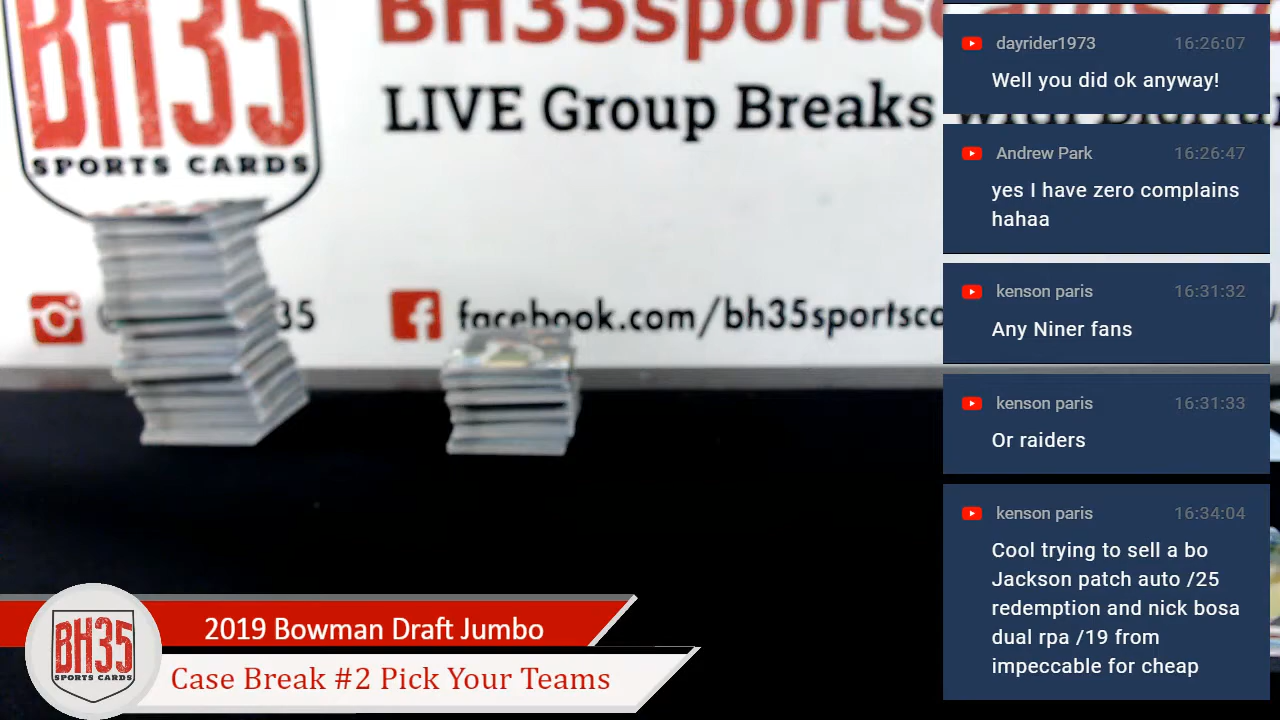 BH35
SPORTS CARDS
BH35sports
LIVE Group Breaks
35
facebook.com/bh35sportsc
dayrider1973 16:26:07
Well you did ok anyway!
Andrew Park 16:26:47
yes I have zero complains
hahaa
kenson paris 16:31:32
Any Niner fans
kenson paris 16:31:33
Or raiders
kenson paris 16:34:04
Cool trying to sell a bo
Jackson patch auto /25
redemption and nick bosa
dual rpa /19 from
impeccable for cheap
BH35
SPORTS CARDS
2019 Bowman Draft Jumbo
Case Break #2 Pick Your Teams